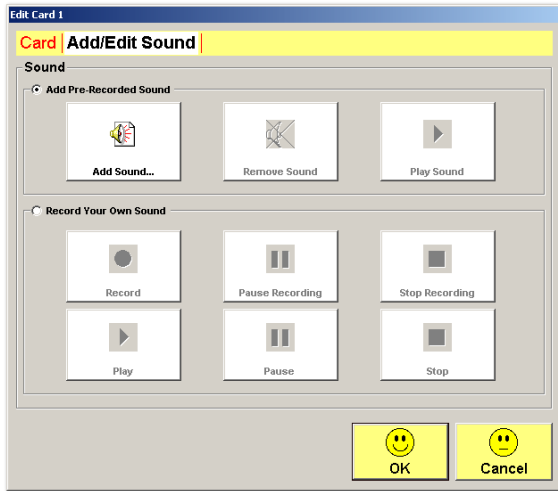 Edit Card 1
Card Add/Edit Sound
Sound
Add Pre-Recorded Sound
Add Sound... Remove Sound Play Sound
Record Your Own Sound
Record Pause Recording Stop Recording
Play Pause Stop
OK Cancel